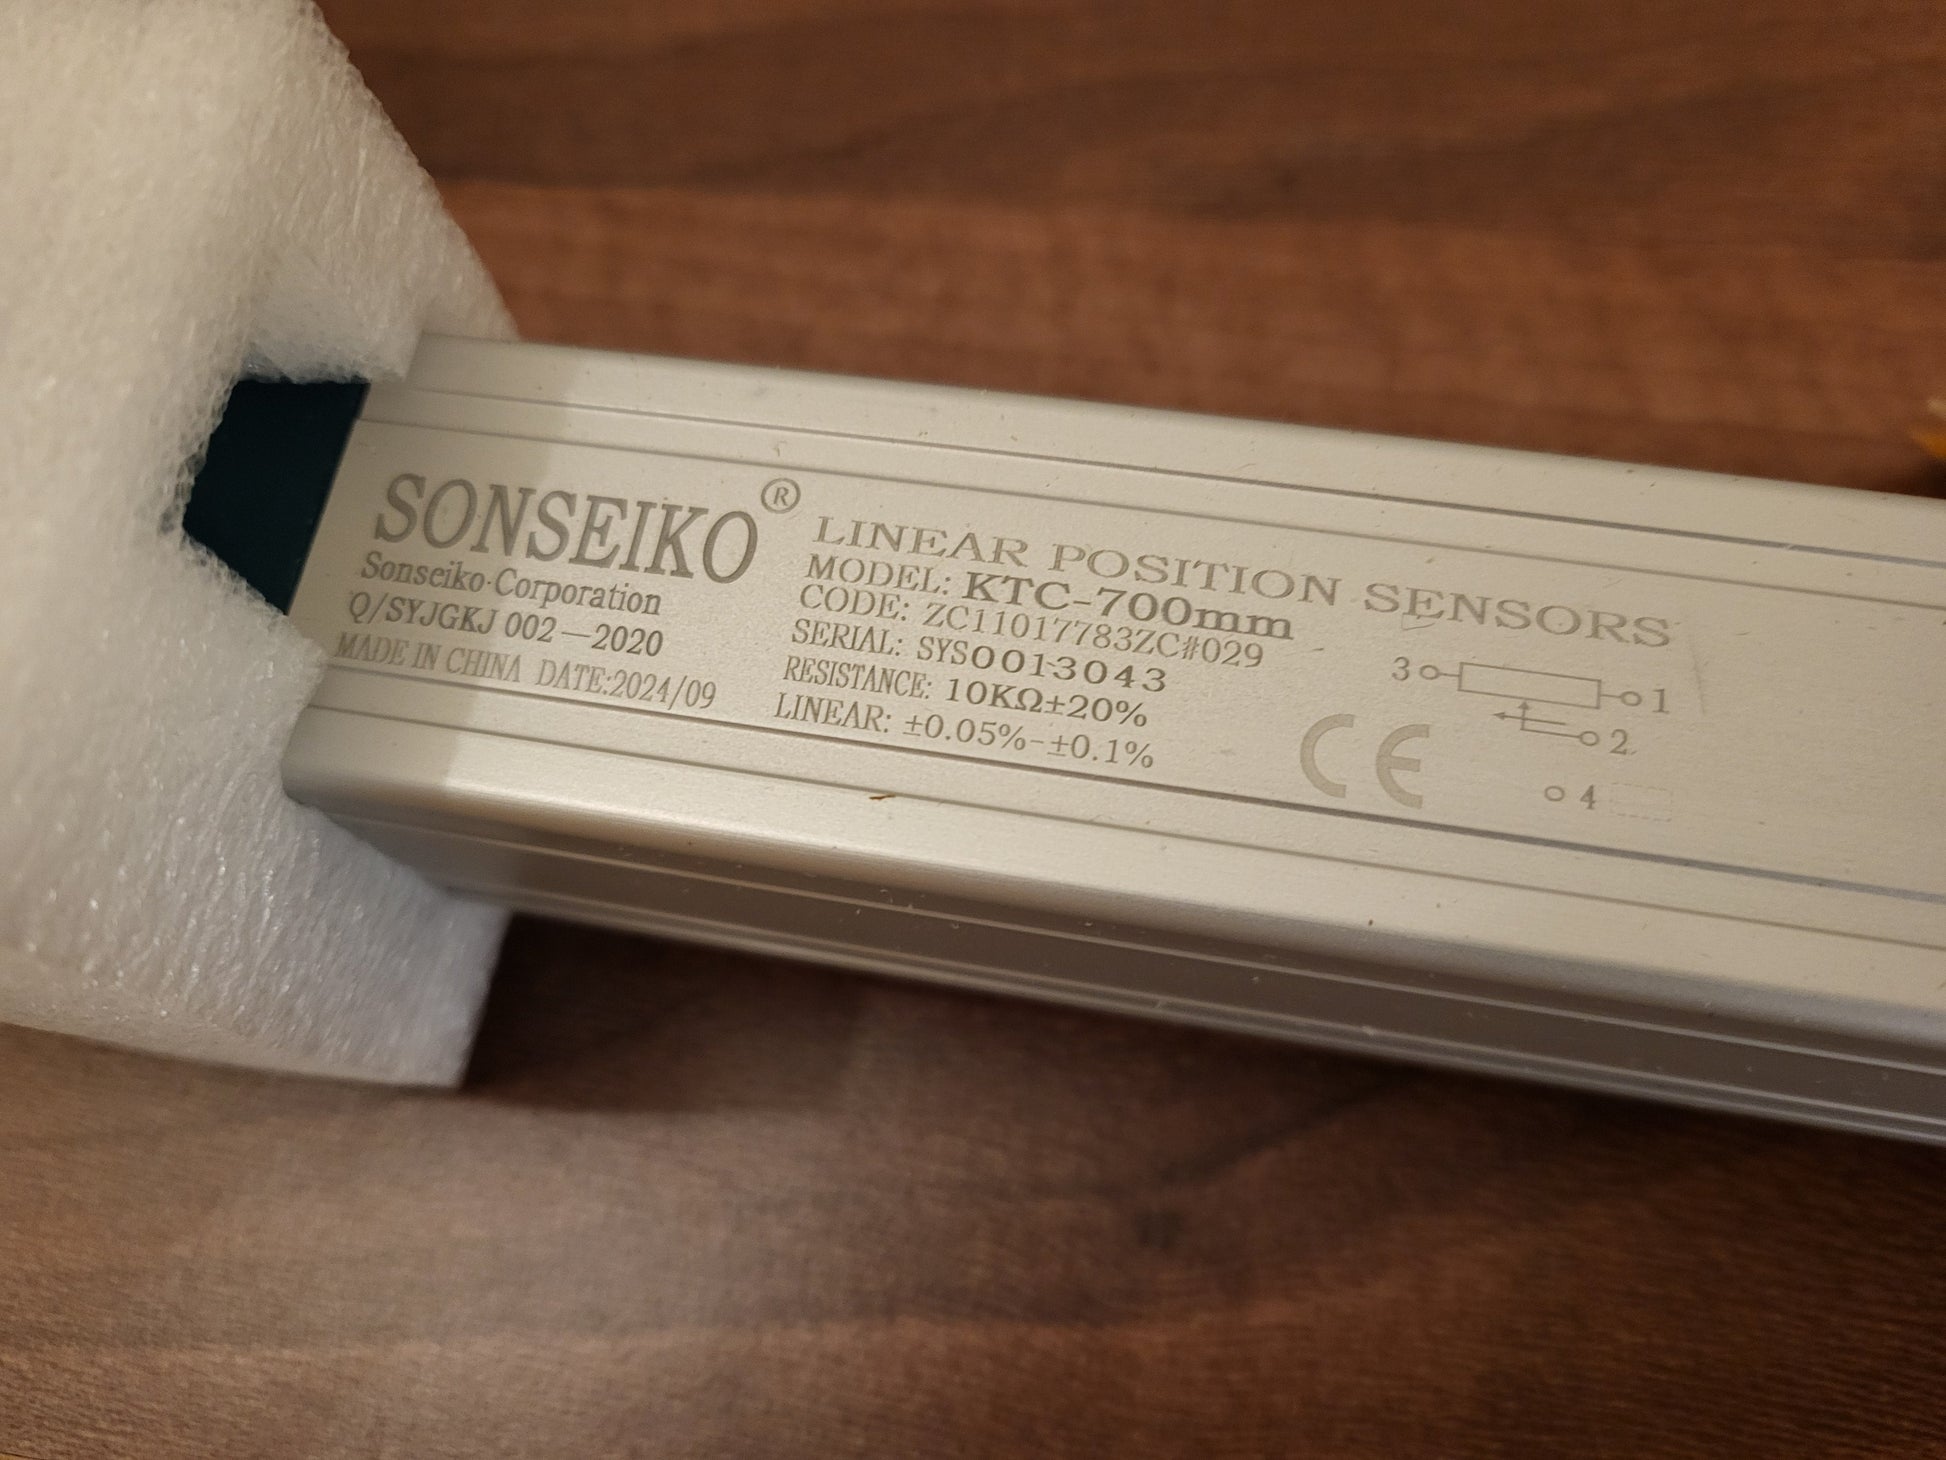 SONSEIKO®
Sonseiko·Corporation
Q/SYJGKJ 002—2020
MADE IN CHINA DATE:2024/09
LINEAR POSITION SENSORS
MODEL: KTC-700mm
CODE: ZC11017783ZC#029
SERIAL: SYS0013043
RESISTANCE: 10KΩ±20%
LINEAR: ±0.05%-±0.1%
CE
3 1
2
4